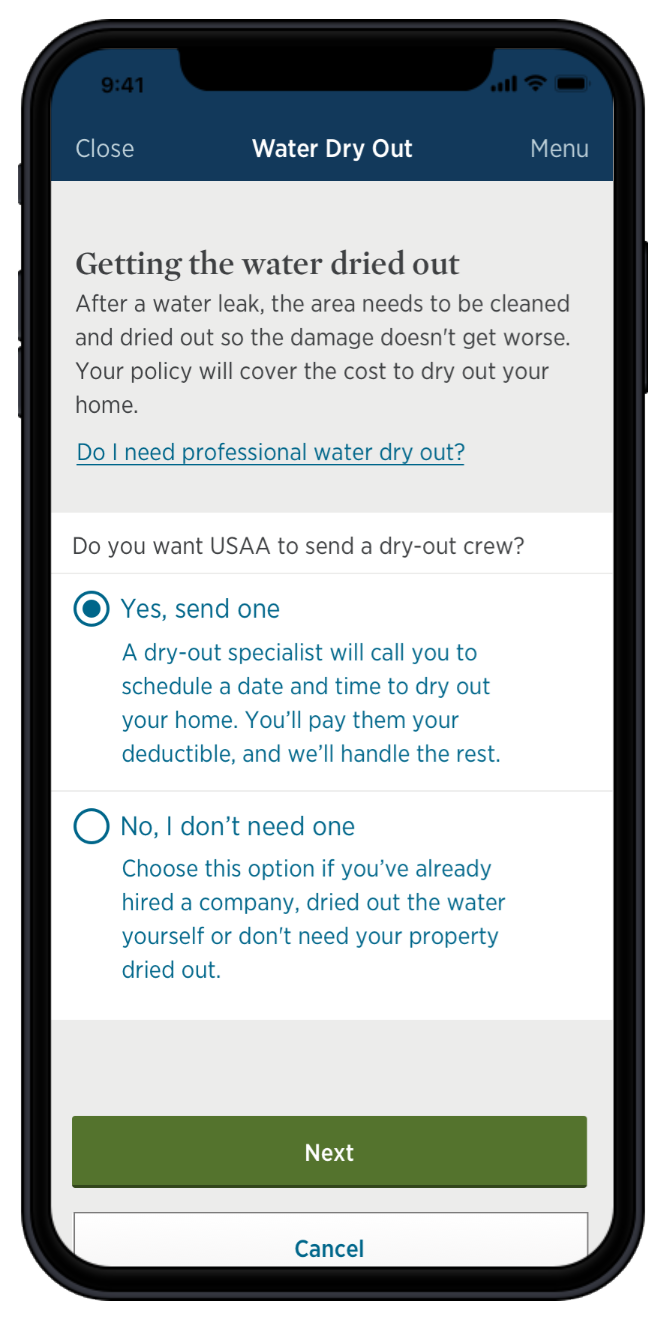 9:41
Close Water Dry Out Menu
Getting the water dried out
After a water leak, the area needs to be cleaned
and dried out so the damage doesn't get worse.
Your policy will cover the cost to dry out your
home.
Do I need professional water dry out?
Do you want USAA to send a dry-out crew?
Yes, send one
A dry-out specialist will call you to
schedule a date and time to dry out
your home. You’ll pay them your
deductible, and we’ll handle the rest.
No, I don’t need one
Choose this option if you’ve already
hired a company, dried out the water
yourself or don't need your property
dried out.
Next
Cancel